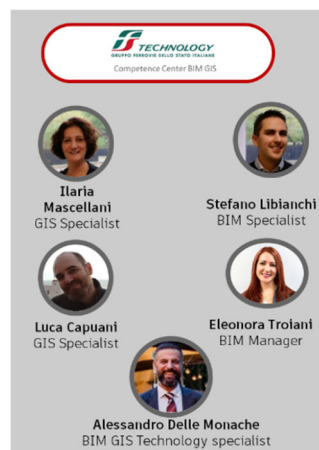 TECHNOLOGY
GRUPPO FERROVIE DELLO STATO ITALIANE
Competence Center BIM GIS
Ilaria
Mascellani
GIS Specialist
Stefano Libianchi
BIM Specialist
Luca Capuani
GIS Specialist
Eleonora Troiani
BIM Manager
Alessandro Delle Monache
BIM GIS Technology specialist